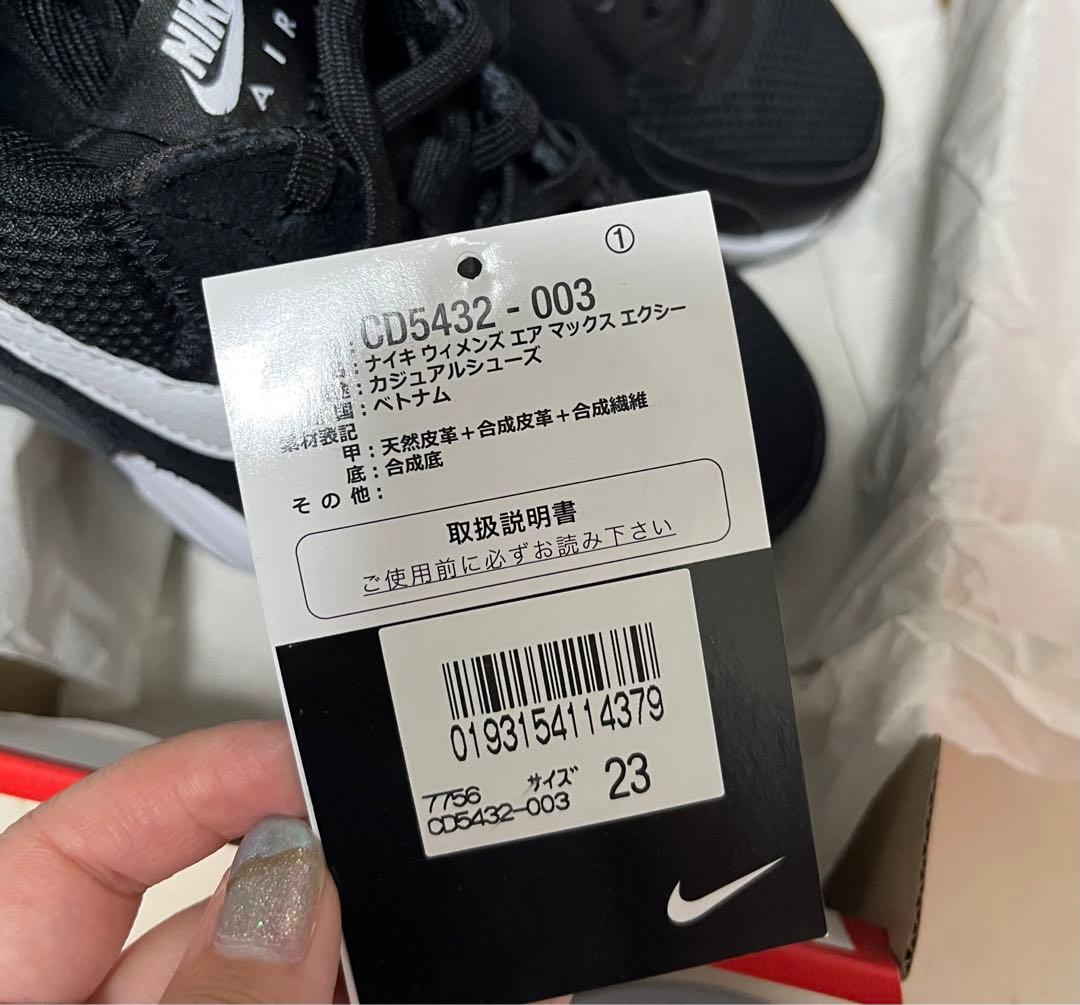 NIKE
AIR
①
CD5432-003
: ナイキ ウィメンズ エア マックス エクシー
: カジュアルシューズ
国 : ベトナム
素材表記
甲 : 天然皮革+合成皮革+合成繊維
底 : 合成底
その他 :
取扱説明書
ご使用前に必ずお読み下さい
0193154114379
7756 サイズ 23
CD5432-003